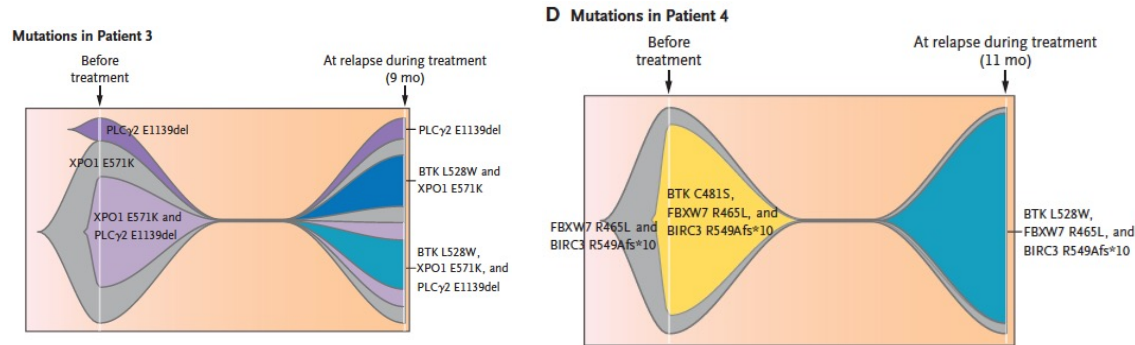 Mutations in Patient 3
Before
treatment
At relapse during treatment
(9 mo)
PLCγ2 E1139del
XPO1 E571K
XPO1 E571K and
PLCγ2 E1139del
PLCγ2 E1139del
BTK L528W and
XPO1 E571K
BTK L528W,
XPO1 E571K, and
PLCγ2 E1139del
D Mutations in Patient 4
Before
treatment
At relapse during treatment
(11 mo)
FBXW7 R465L and
BIRC3 R549Afs*10
BTK C481S,
FBXW7 R465L, and
BIRC3 R549Afs*10
BTK L528W,
FBXW7 R465L, and
BIRC3 R549Afs*10